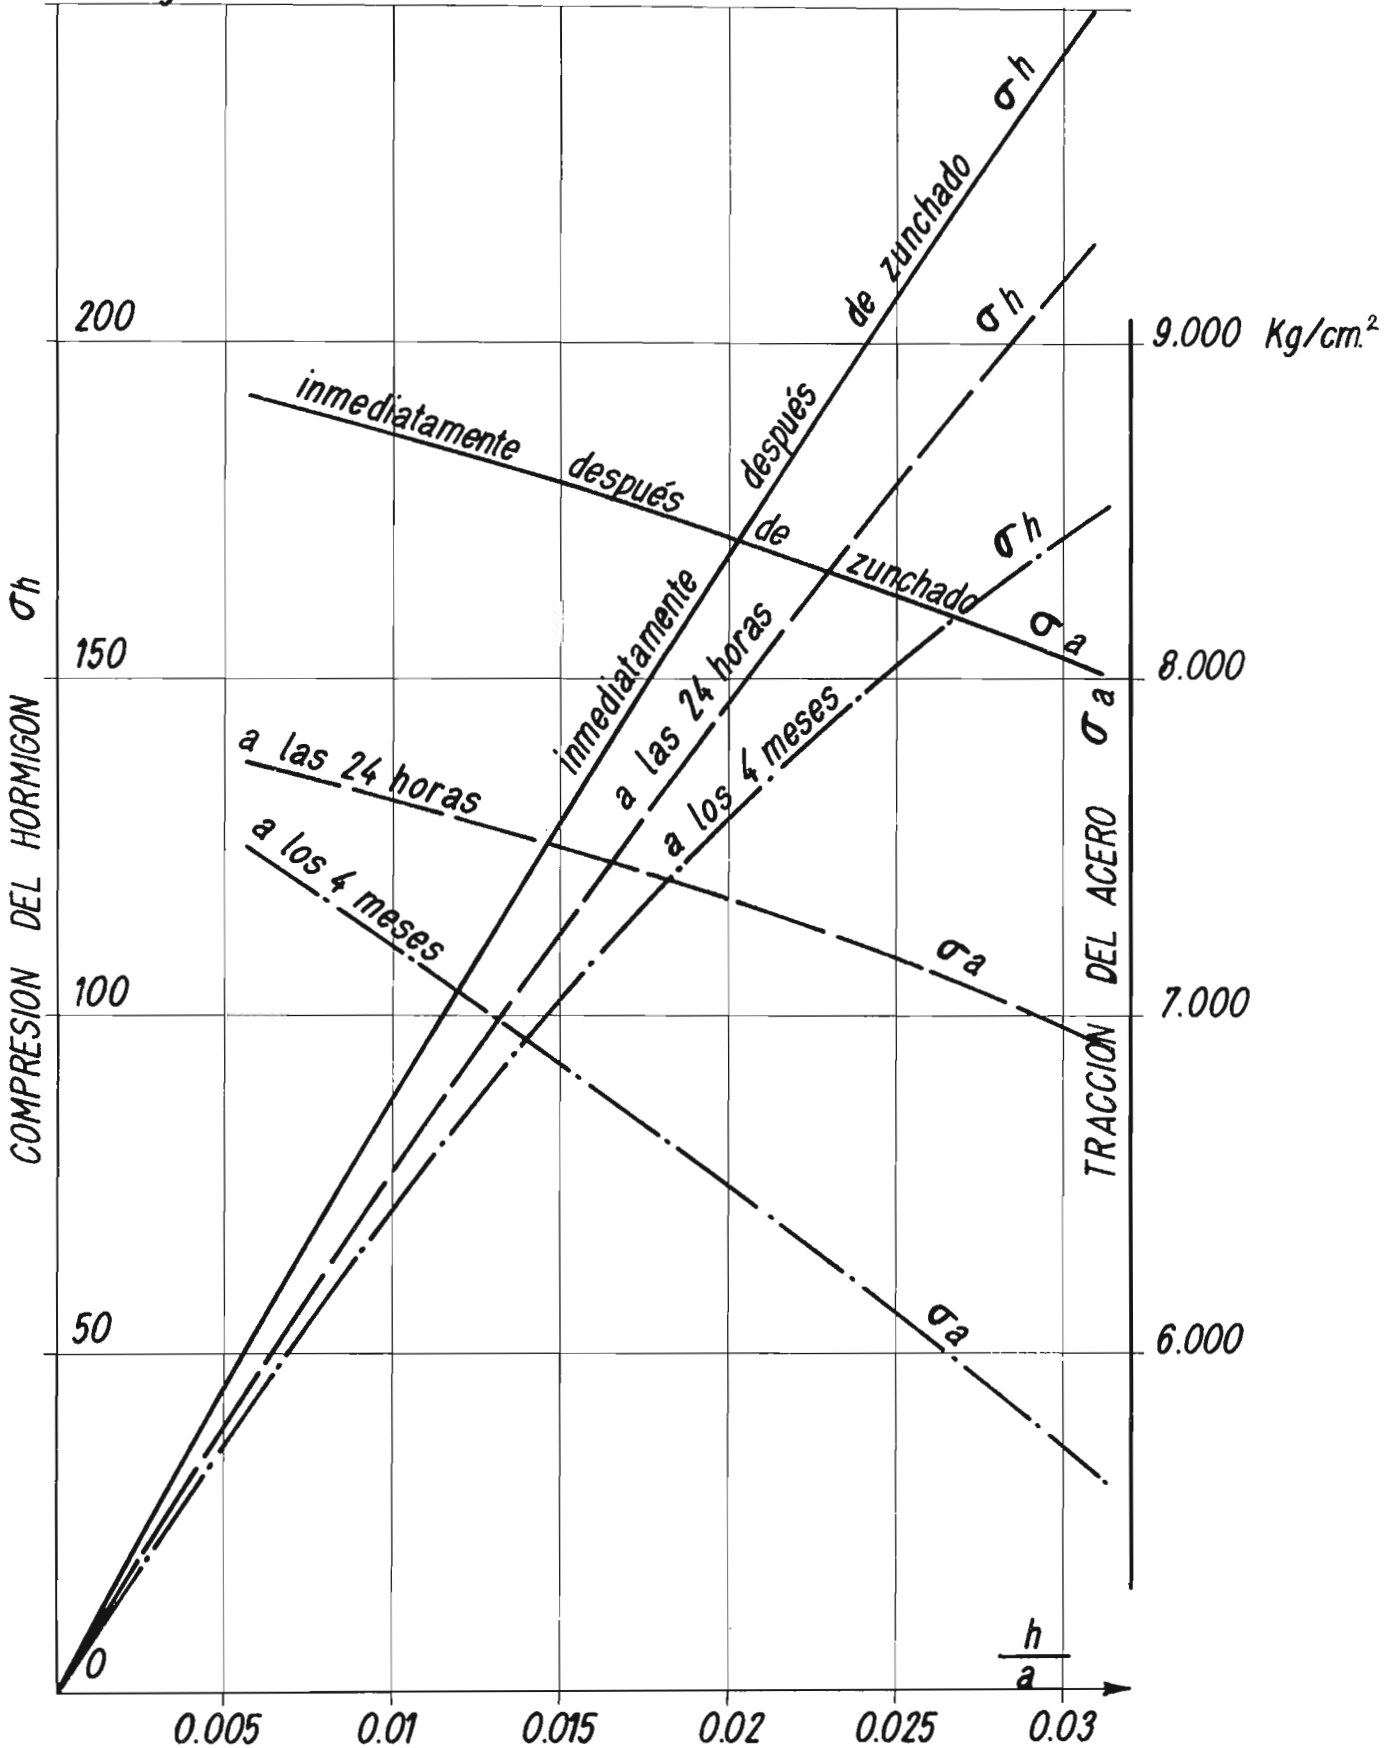 200
150
100
50
0
COMPRESION DEL HORMIGON σh
inmediatamente después de zunchado σh
a las 24 horas σh
a los 4 meses σh
inmediatamente después de zunchado σa
a las 24 horas σa
a los 4 meses σa
9.000 Kg/cm.²
8.000
7.000
6.000
TRACCION DEL ACERO σa
h
a
0.005 0.01 0.015 0.02 0.025 0.03